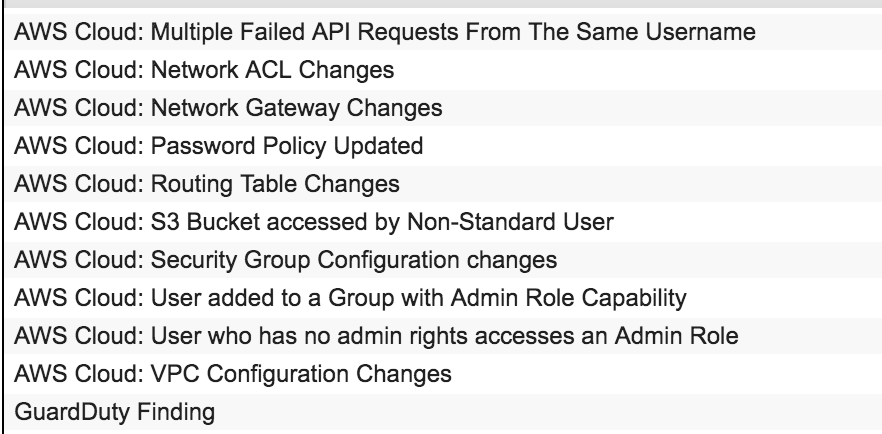 AWS Cloud: Multiple Failed API Requests From The Same Username
AWS Cloud: Network ACL Changes
AWS Cloud: Network Gateway Changes
AWS Cloud: Password Policy Updated
AWS Cloud: Routing Table Changes
AWS Cloud: S3 Bucket accessed by Non-Standard User
AWS Cloud: Security Group Configuration changes
AWS Cloud: User added to a Group with Admin Role Capability
AWS Cloud: User who has no admin rights accesses an Admin Role
AWS Cloud: VPC Configuration Changes
GuardDuty Finding